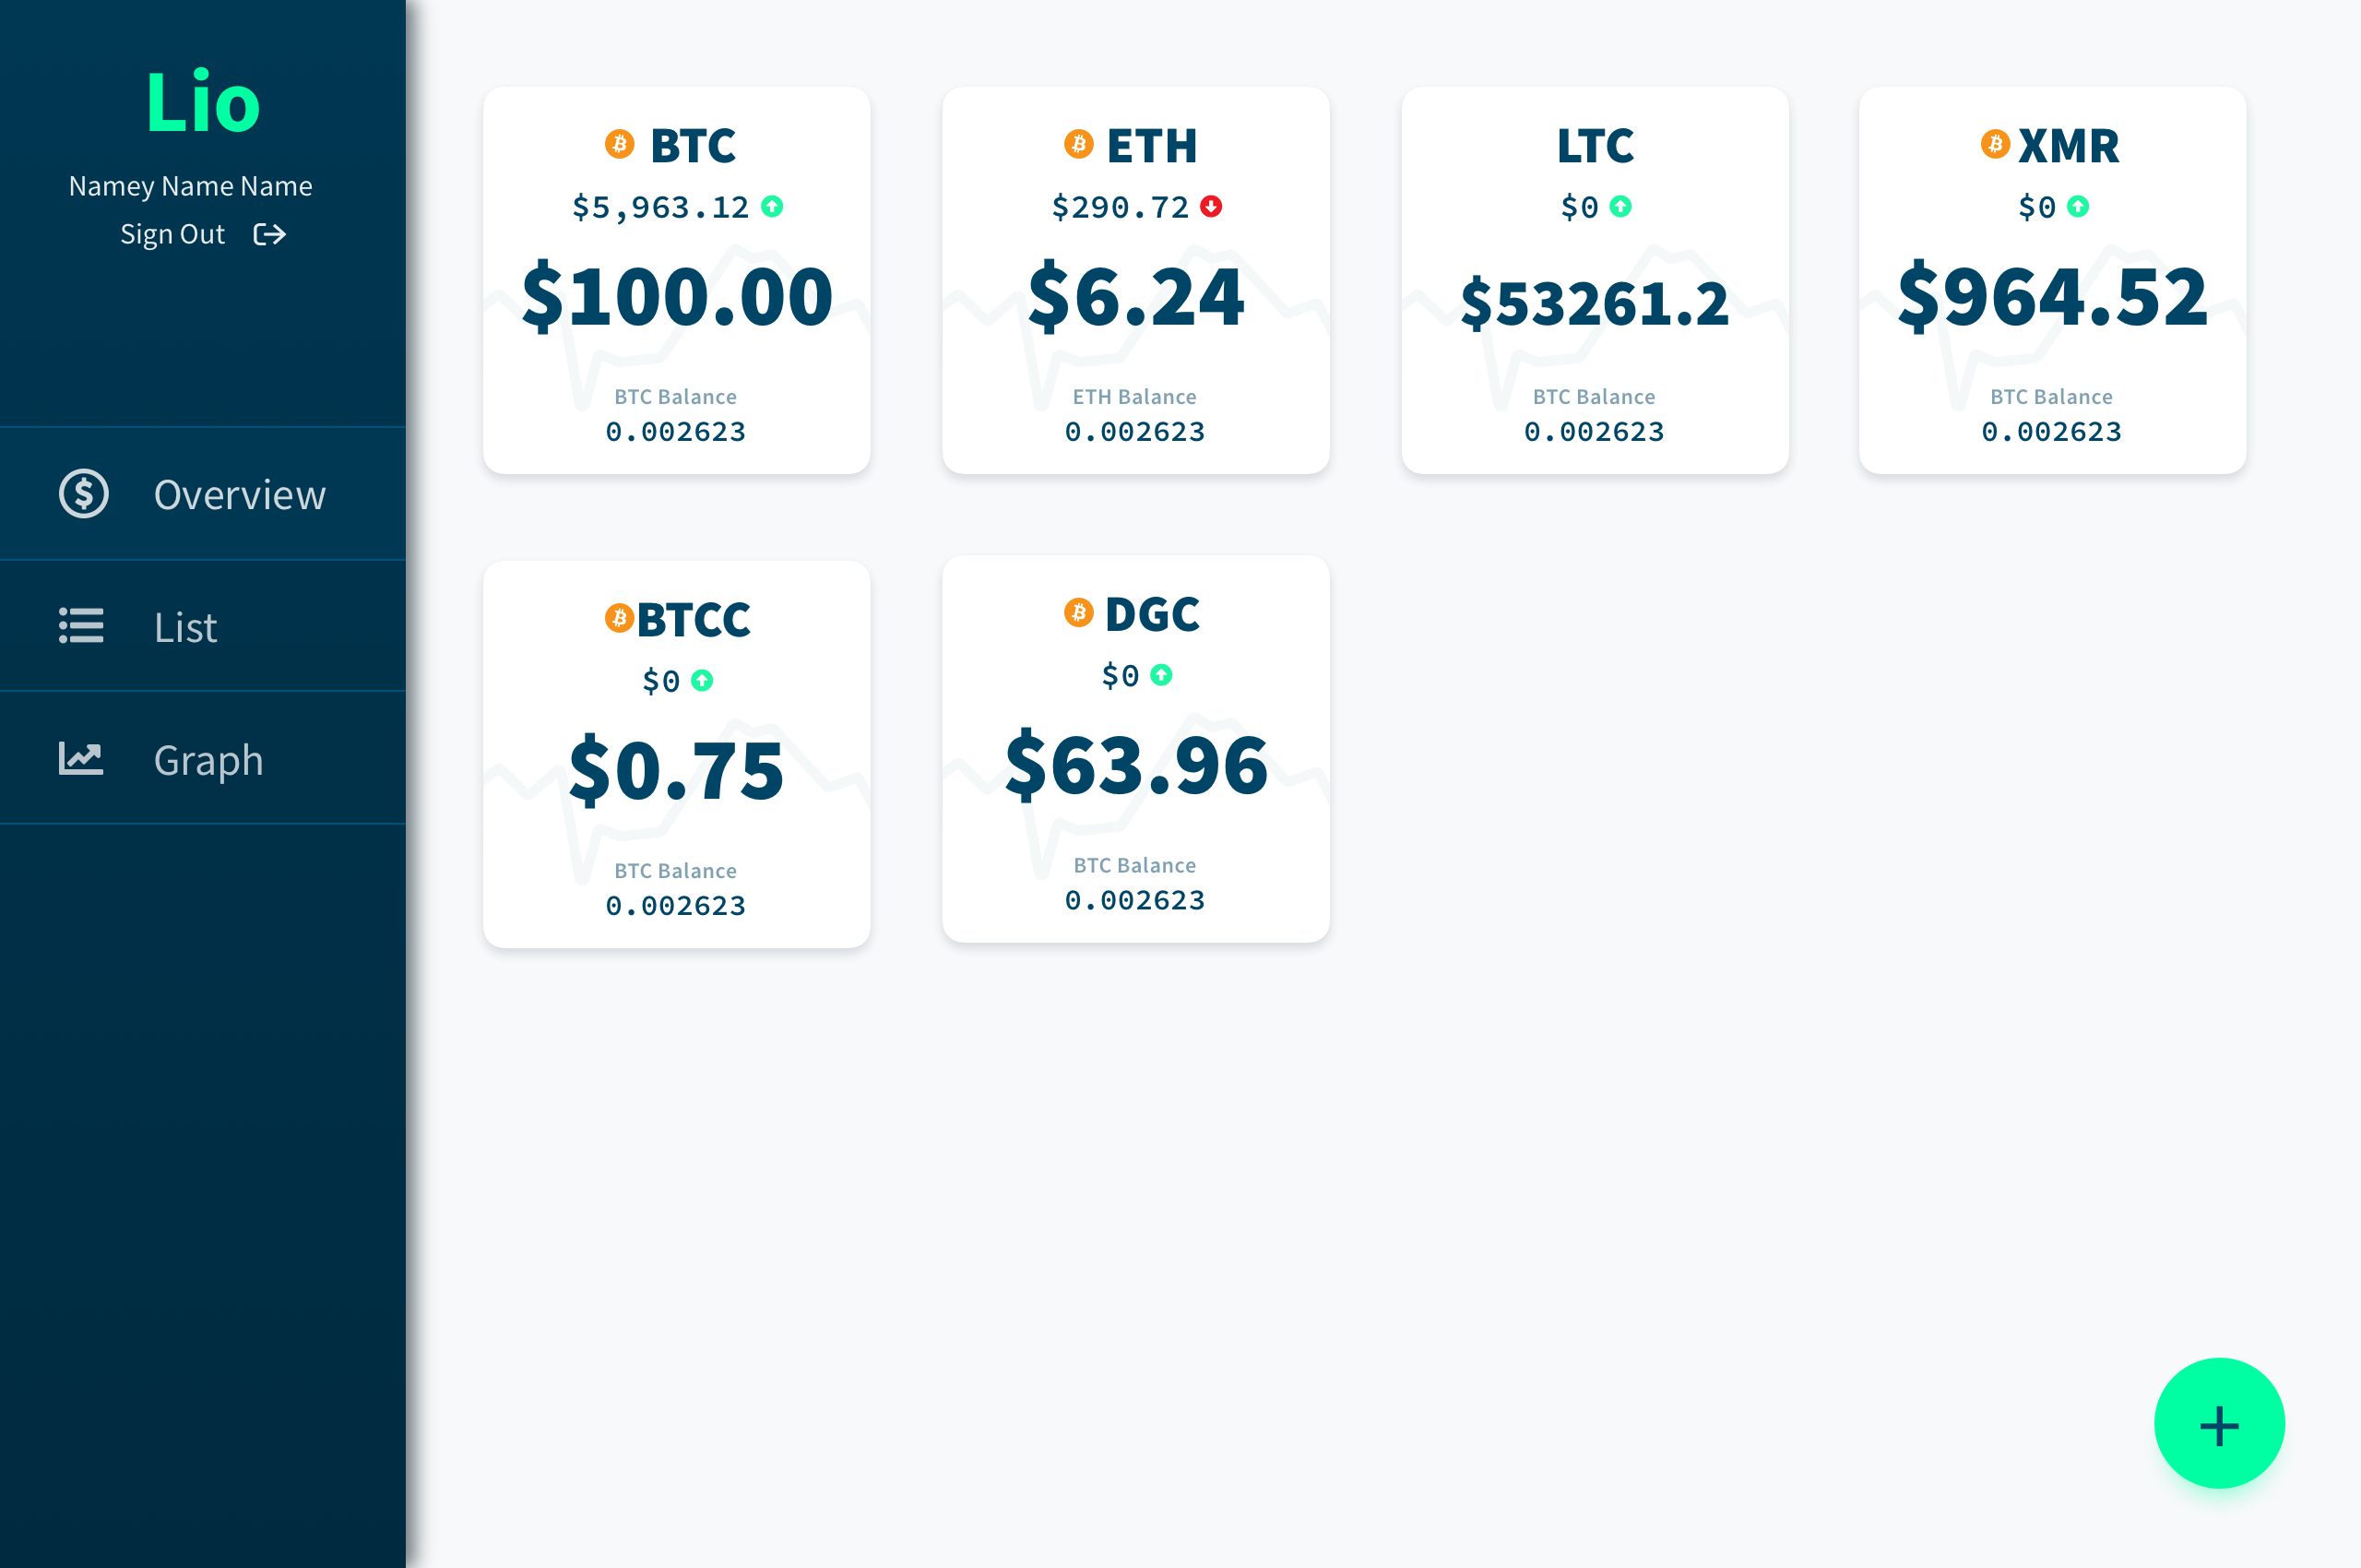 Lio
Namey Name Name
Sign Out
Overview
List
Graph
BTC
$5,963.12
$100.00
BTC Balance
0.002623
ETH
$290.72
$6.24
ETH Balance
0.002623
LTC
$0
$53261.2
BTC Balance
0.002623
XMR
$0
$964.52
BTC Balance
0.002623
BTCC
$0
$0.75
BTC Balance
0.002623
DGC
$0
$63.96
BTC Balance
0.002623
+